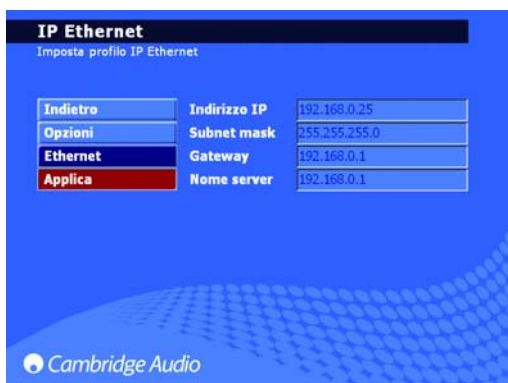 IP Ethernet
Imposta profilo IP Ethernet
Indietro Indirizzo IP 192.168.0.25
Opzioni Subnet mask 255.255.255.0
Ethernet Gateway 192.168.0.1
Applica Nome server 192.168.0.1
Cambridge Audio